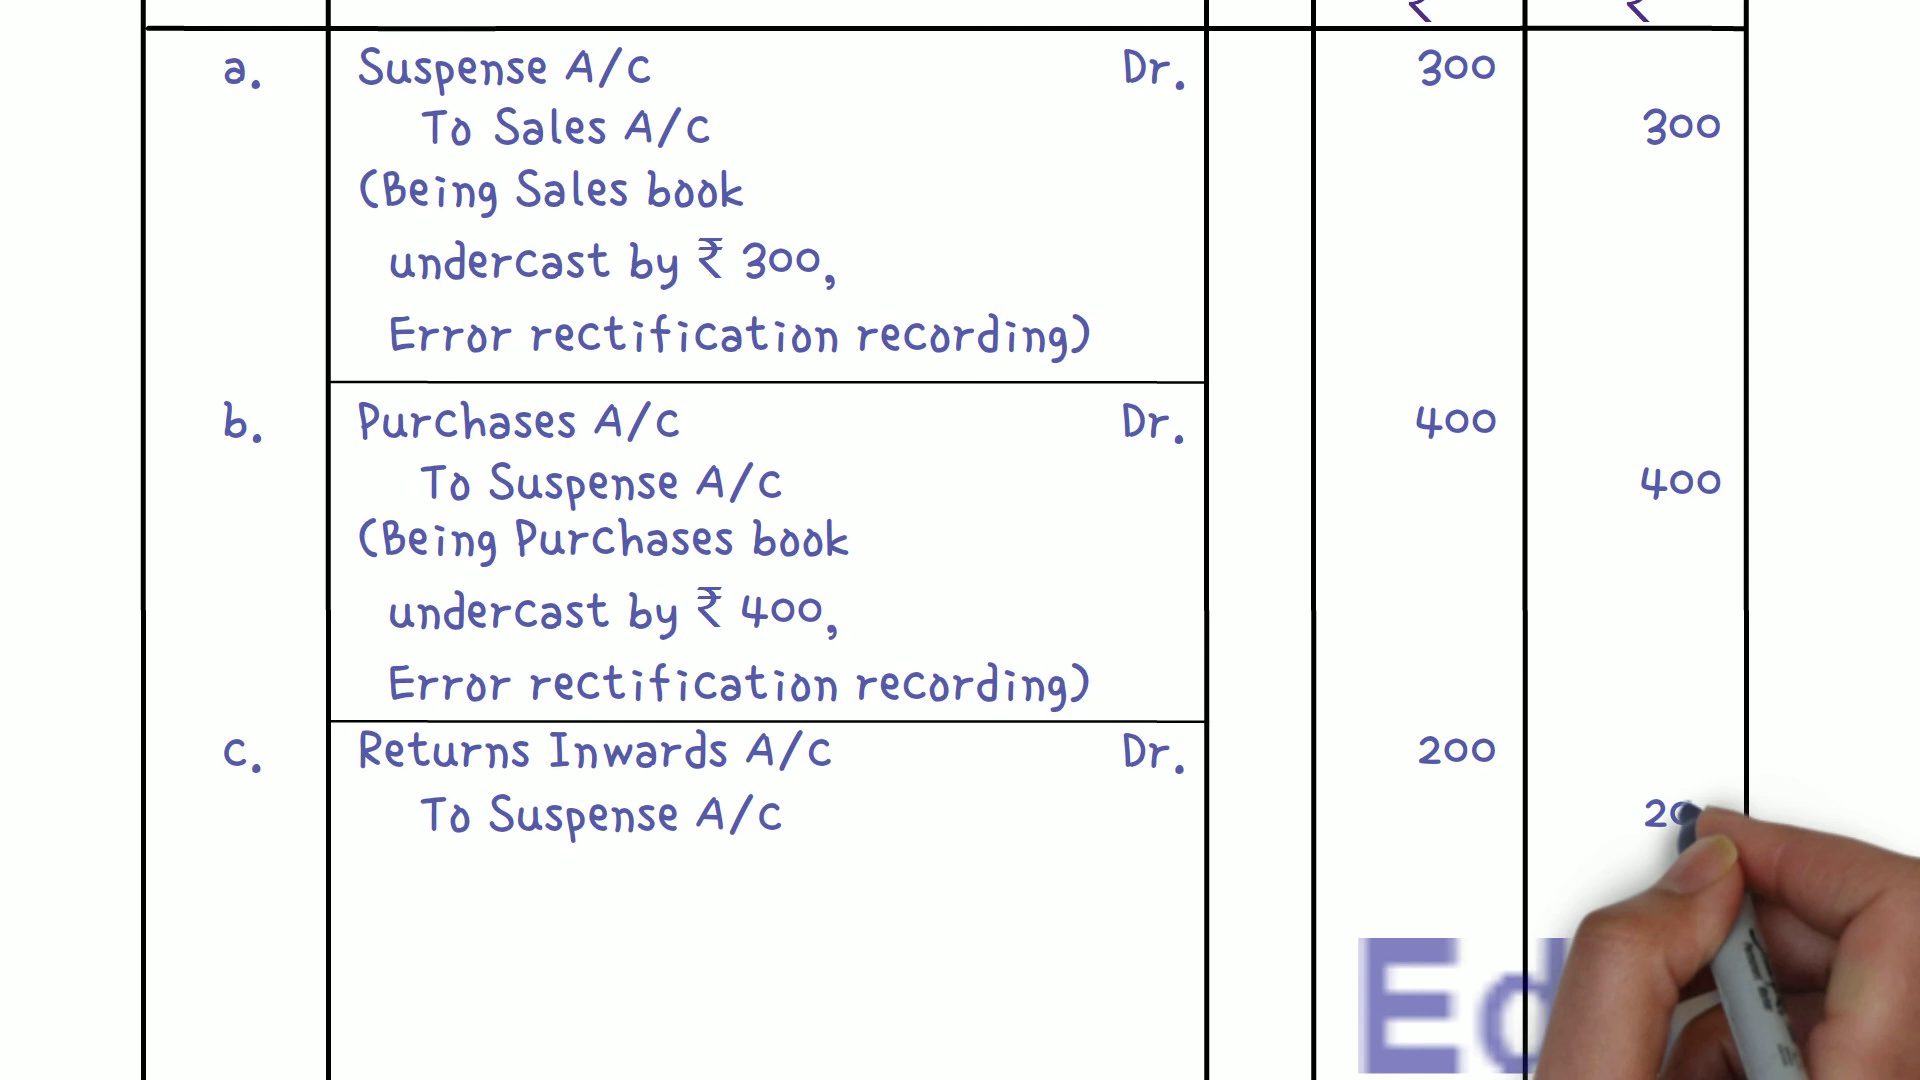 ₹ ₹
a. Suspense A/c Dr. 300
To Sales A/c 300
(Being Sales book
undercast by ₹ 300,
Error rectification recording)
b. Purchases A/c Dr. 400
To Suspense A/c 400
(Being Purchases book
undercast by ₹ 400,
Error rectification recording)
c. Returns Inwards A/c Dr. 200
To Suspense A/c